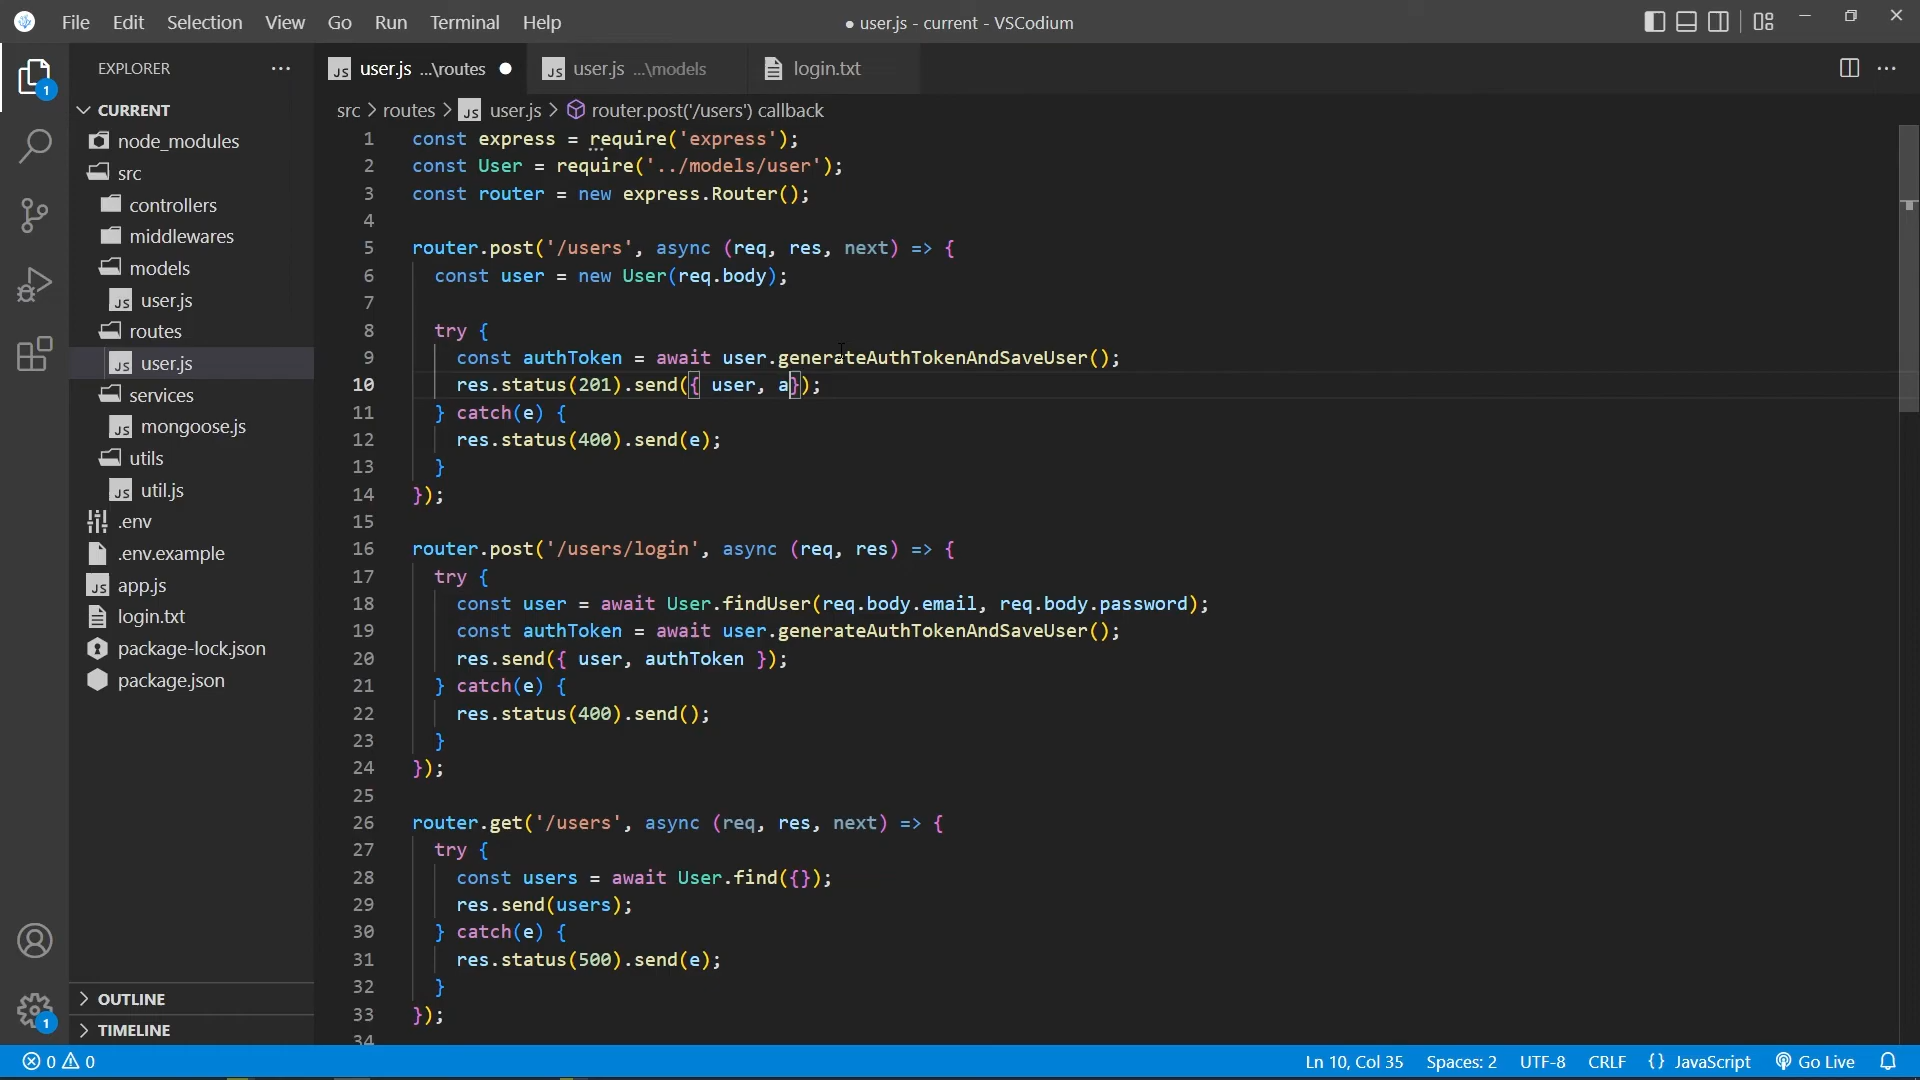 File Edit Selection View Go Run Terminal Help
● user.js - current - VSCodium
EXPLORER
CURRENT
node_modules
src
controllers
middlewares
models
JS user.js
routes
JS user.js
services
JS mongoose.js
utils
JS util.js
.env
.env.example
JS app.js
login.txt
package-lock.json
package.json
OUTLINE
TIMELINE
1
1
JS user.js ...\routes ●
JS user.js ...\models
login.txt
src > routes > JS user.js > router.post('/users') callback
1 const express = require('express');
2 const User = require('../models/user');
3 const router = new express.Router();
4
5 router.post('/users', async (req, res, next) => {
6 const user = new User(req.body);
7
8 try {
9 const authToken = await user.generateAuthTokenAndSaveUser();
10 res.status(201).send({ user, a});
11 } catch(e) {
12 res.status(400).send(e);
13 }
14 });
15
16 router.post('/users/login', async (req, res) => {
17 try {
18 const user = await User.findUser(req.body.email, req.body.password);
19 const authToken = await user.generateAuthTokenAndSaveUser();
20 res.send({ user, authToken });
21 } catch(e) {
22 res.status(400).send();
23 }
24 });
25
26 router.get('/users', async (req, res, next) => {
27 try {
28 const users = await User.find({});
29 res.send(users);
30 } catch(e) {
31 res.status(500).send(e);
32 }
33 });
34
0 0
Ln 10, Col 35 Spaces: 2 UTF-8 CRLF {} JavaScript Go Live